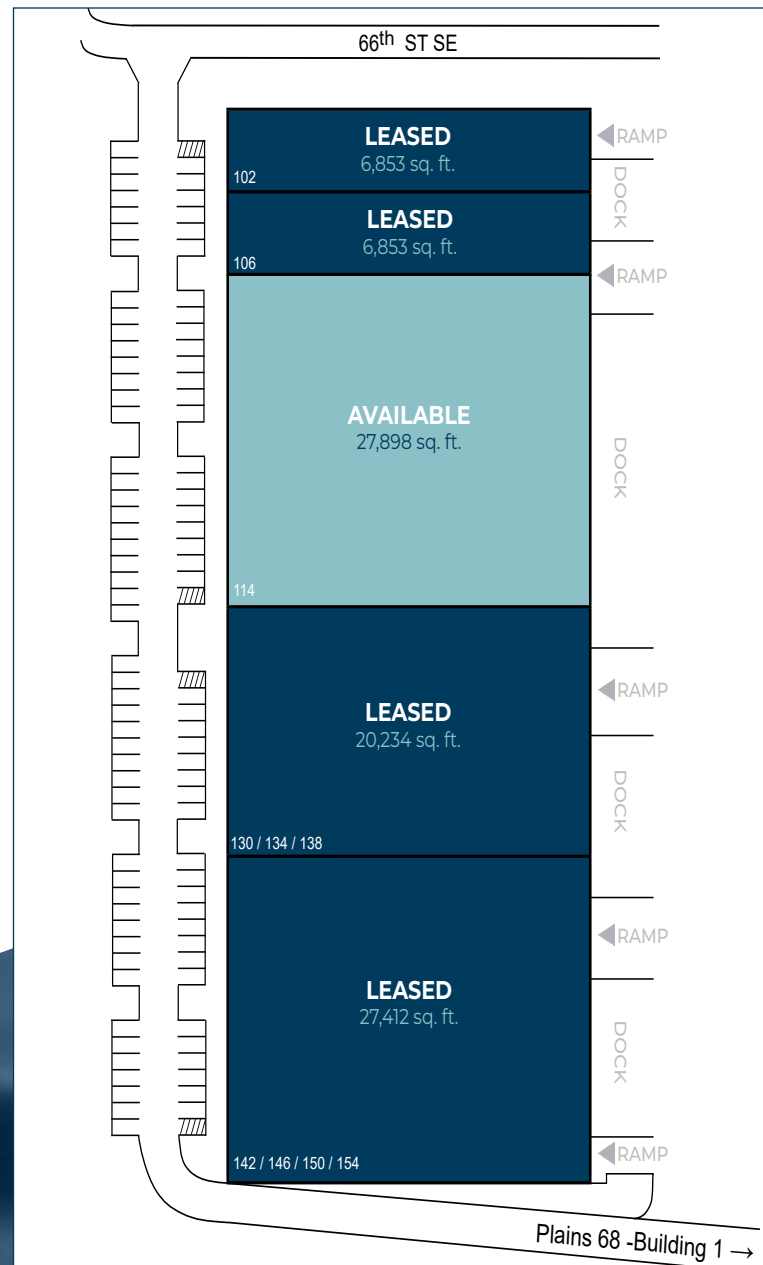 66th ST SE
LEASED
6,853 sq. ft.
102
RAMP
DOCK
LEASED
6,853 sq. ft.
106
RAMP
AVAILABLE
27,898 sq. ft.
114
DOCK
LEASED
20,234 sq. ft.
130 / 134 / 138
RAMP
DOCK
LEASED
27,412 sq. ft.
142 / 146 / 150 / 154
RAMP
DOCK
RAMP
Plains 68 -Building 1 →